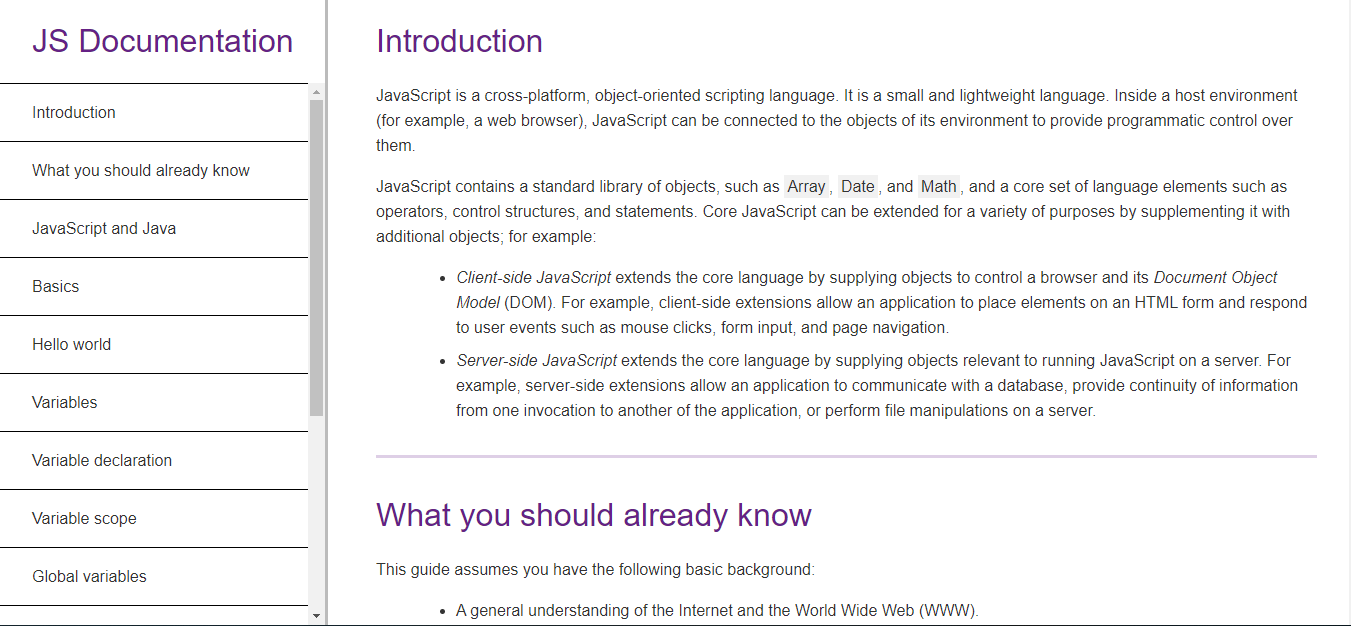 JS Documentation
Introduction
What you should already know
JavaScript and Java
Basics
Hello world
Variables
Variable declaration
Variable scope
Global variables
Introduction
JavaScript is a cross-platform, object-oriented scripting language. It is a small and lightweight language. Inside a host environment
(for example, a web browser), JavaScript can be connected to the objects of its environment to provide programmatic control over
them.
JavaScript contains a standard library of objects, such as Array, Date, and Math, and a core set of language elements such as
operators, control structures, and statements. Core JavaScript can be extended for a variety of purposes by supplementing it with
additional objects; for example:
• Client-side JavaScript extends the core language by supplying objects to control a browser and its Document Object
Model (DOM). For example, client-side extensions allow an application to place elements on an HTML form and respond
to user events such as mouse clicks, form input, and page navigation.
• Server-side JavaScript extends the core language by supplying objects relevant to running JavaScript on a server. For
example, server-side extensions allow an application to communicate with a database, provide continuity of information
from one invocation to another of the application, or perform file manipulations on a server.
What you should already know
This guide assumes you have the following basic background:
• A general understanding of the Internet and the World Wide Web (WWW).